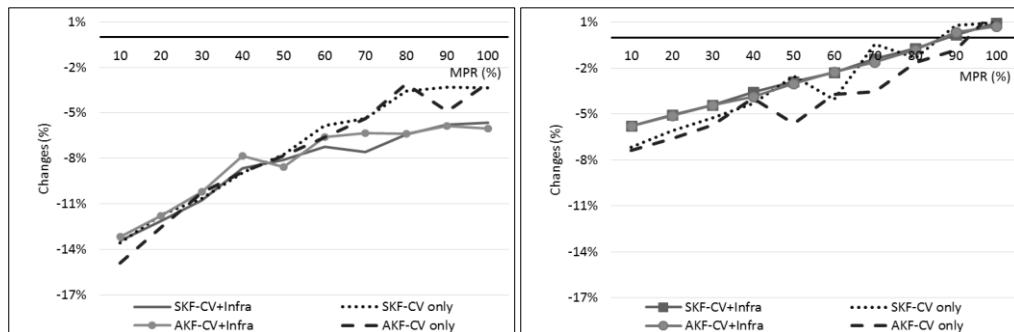 1%
-2%
-5%
-8%
-11%
-14%
-17%
Changes (%)
10 20 30 40 50 60 70 80 90 100
MPR (%)
SKF-CV+Infra SKF-CV only
AKF-CV+Infra AKF-CV only
1%
-2%
-5%
-8%
-11%
-14%
-17%
Changes (%)
10 20 30 40 50 60 70 80 90 100
MPR (%)
SKF-CV+Infra SKF-CV only
AKF-CV+Infra AKF-CV only